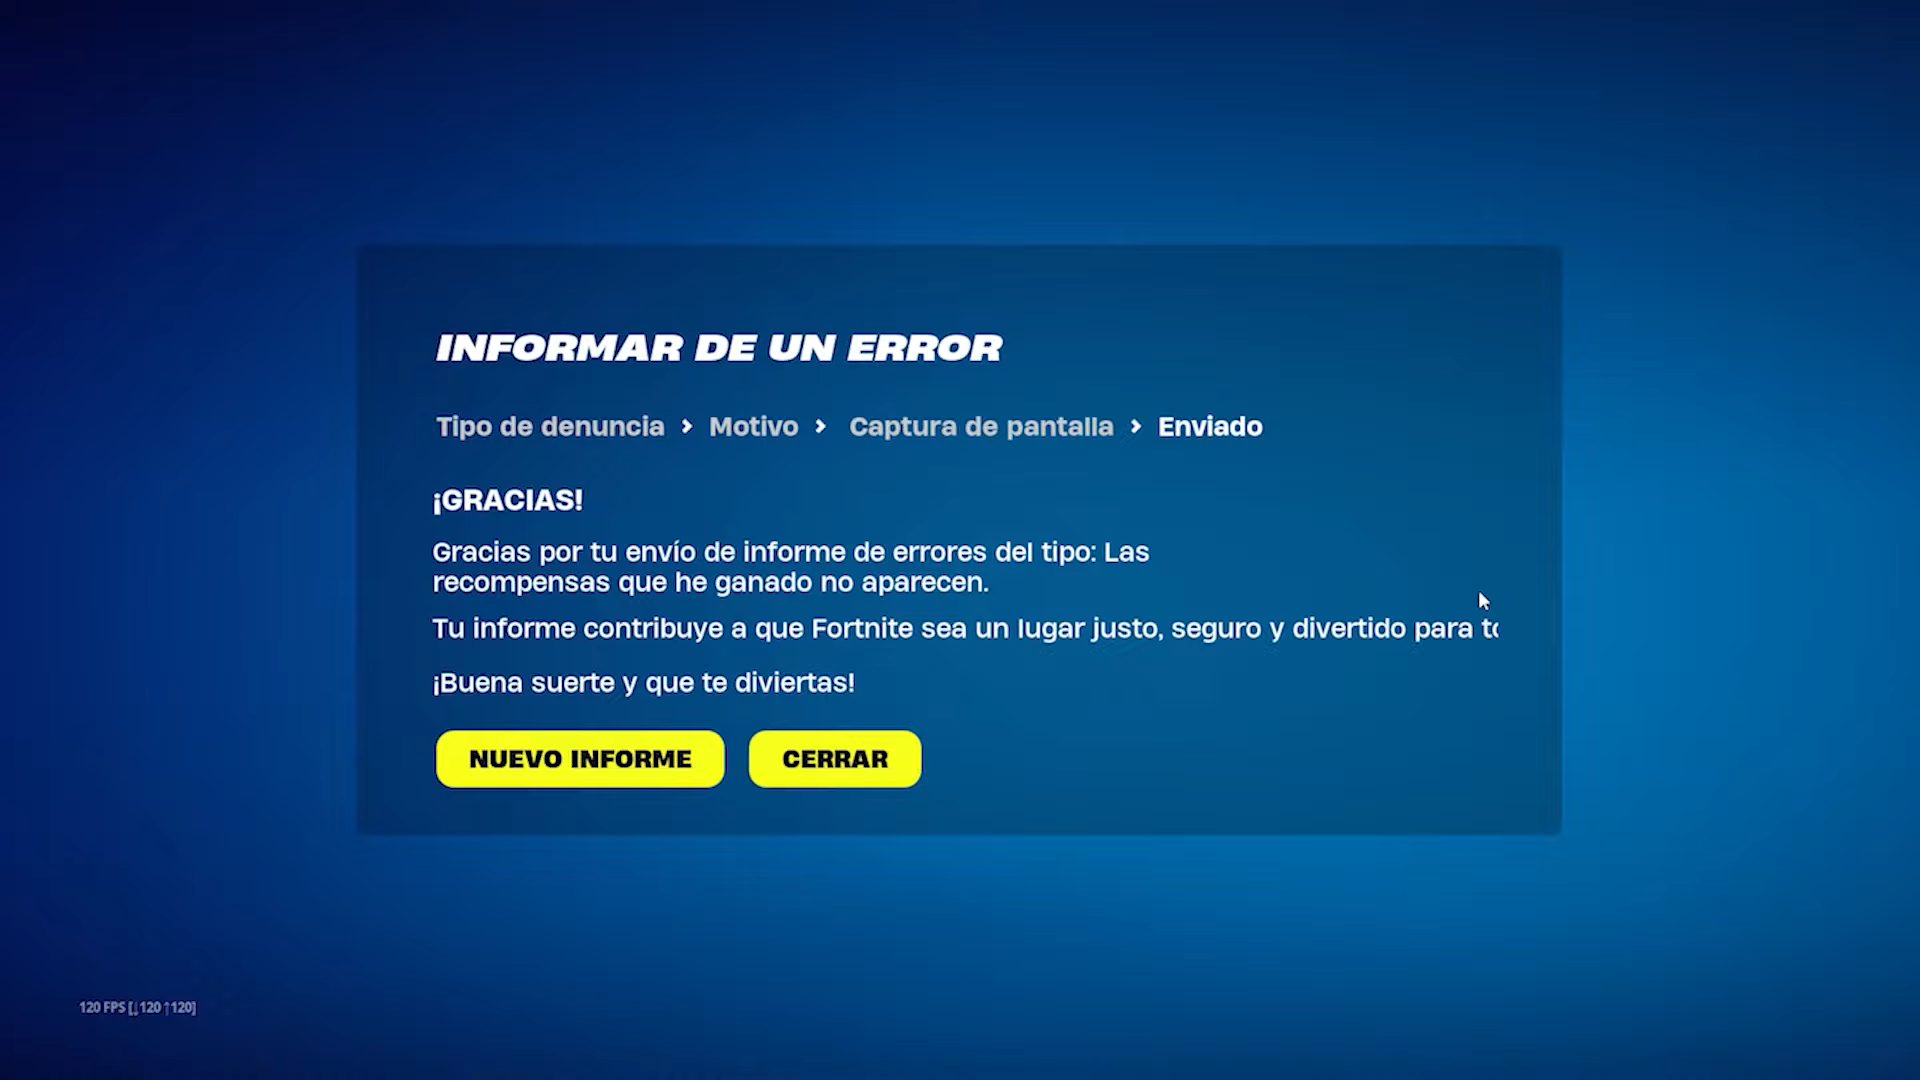 INFORMAR DE UN ERROR
Tipo de denuncia > Motivo > Captura de pantalla > Enviado
¡GRACIAS!
Gracias por tu envío de informe de errores del tipo: Las
recompensas que he ganado no aparecen.
Tu informe contribuye a que Fortnite sea un lugar justo, seguro y divertido para
¡Buena suerte y que te diviertas!
NUEVO INFORME CERRAR
120 FPS [↓120↑120]